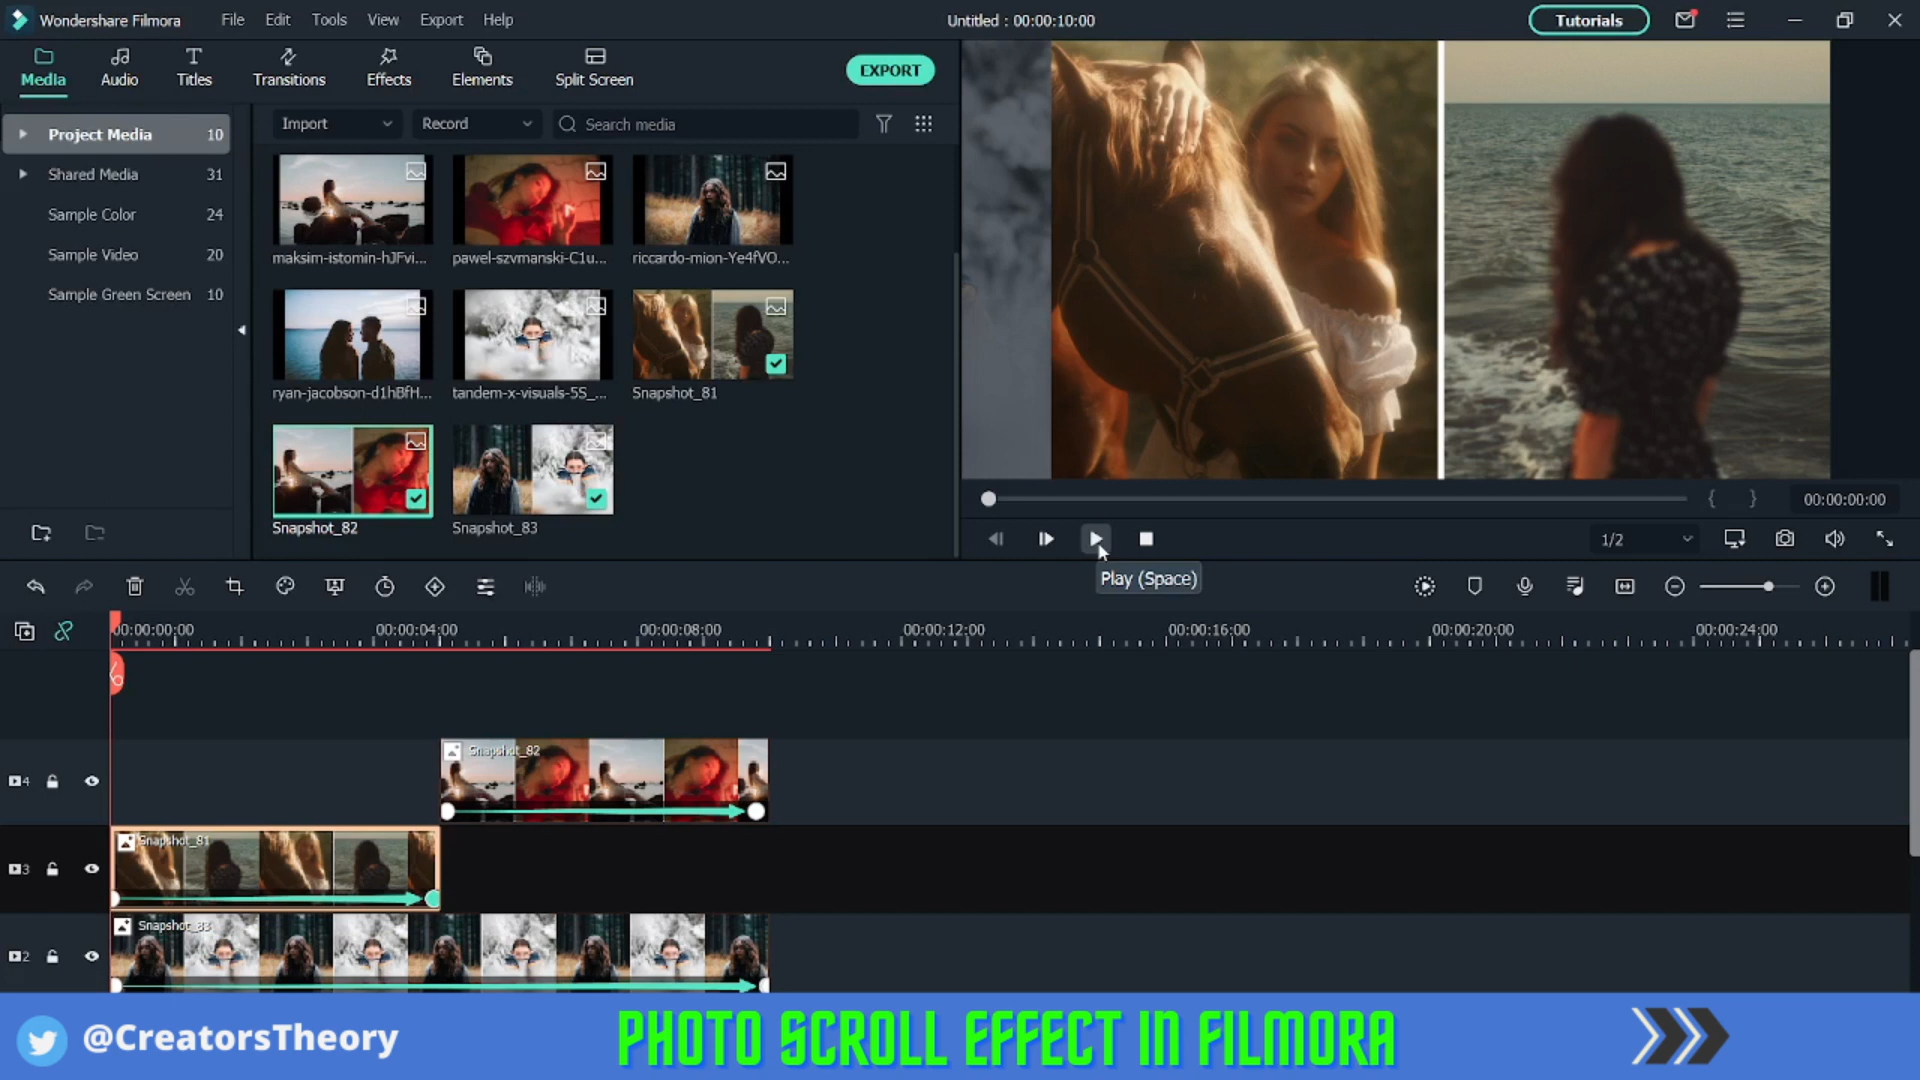 Wondershare Filmora
File Edit Tools View Export Help
Untitled : 00:00:10:00
Tutorials
Media Audio Titles Transitions Effects Elements Split Screen
EXPORT
Project Media 10
Shared Media 31
Sample Color 24
Sample Video 20
Sample Green Screen 10
Import Record Search media
maksim-istomin-hJFvi... pawel-szvmanski-C1u... riccardo-mion-Ye4fVO...
ryan-jacobson-d1hBfH... tandem-x-visuals-5S_... Snapshot_81
Snapshot_82 Snapshot_83
{ } 00:00:00:00
1/2
Play (Space)
00:00:00:00 00:00:04:00 00:00:08:00 00:00:12:00 00:00:16:00 00:00:20:00 00:00:24:00
4 Snapshot_82
3 Snapshot_81
2 Snapshot_83
@CreatorsTheory
PHOTO SCROLL EFFECT IN FILMORA